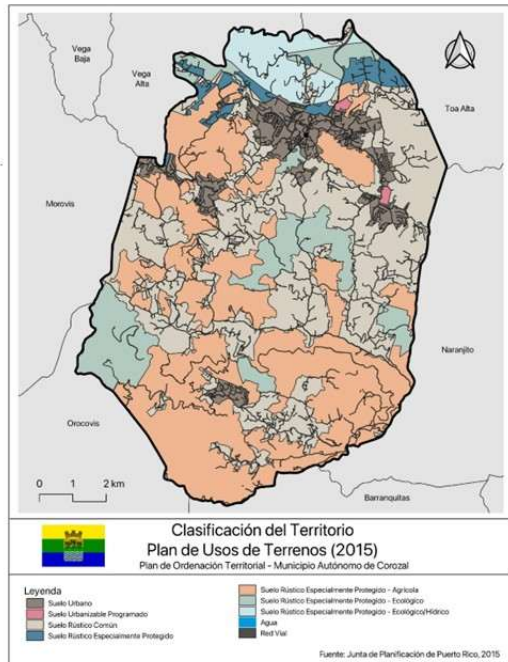 Vega
Baja
Vega
Alta
Toa Alta
Morovis
Naranjito
Orocovis
Barranquitas
0 1 2 km
Clasificación del Territorio
Plan de Usos de Terrenos (2015)
Plan de Ordenación Territorial - Municipio Autónomo de Corozal
Leyenda
Suelo Urbano
Suelo Urbanizable Programado
Suelo Rústico Común
Suelo Rústico Especialmente Protegido
Suelo Rústico Especialmente Protegido - Agrícola
Suelo Rústico Especialmente Protegido - Ecológico
Suelo Rústico Especialmente Protegido - Ecológico/Hídrico
Agua
Red Vial
Fuente: Junta de Planificación de Puerto Rico, 2015